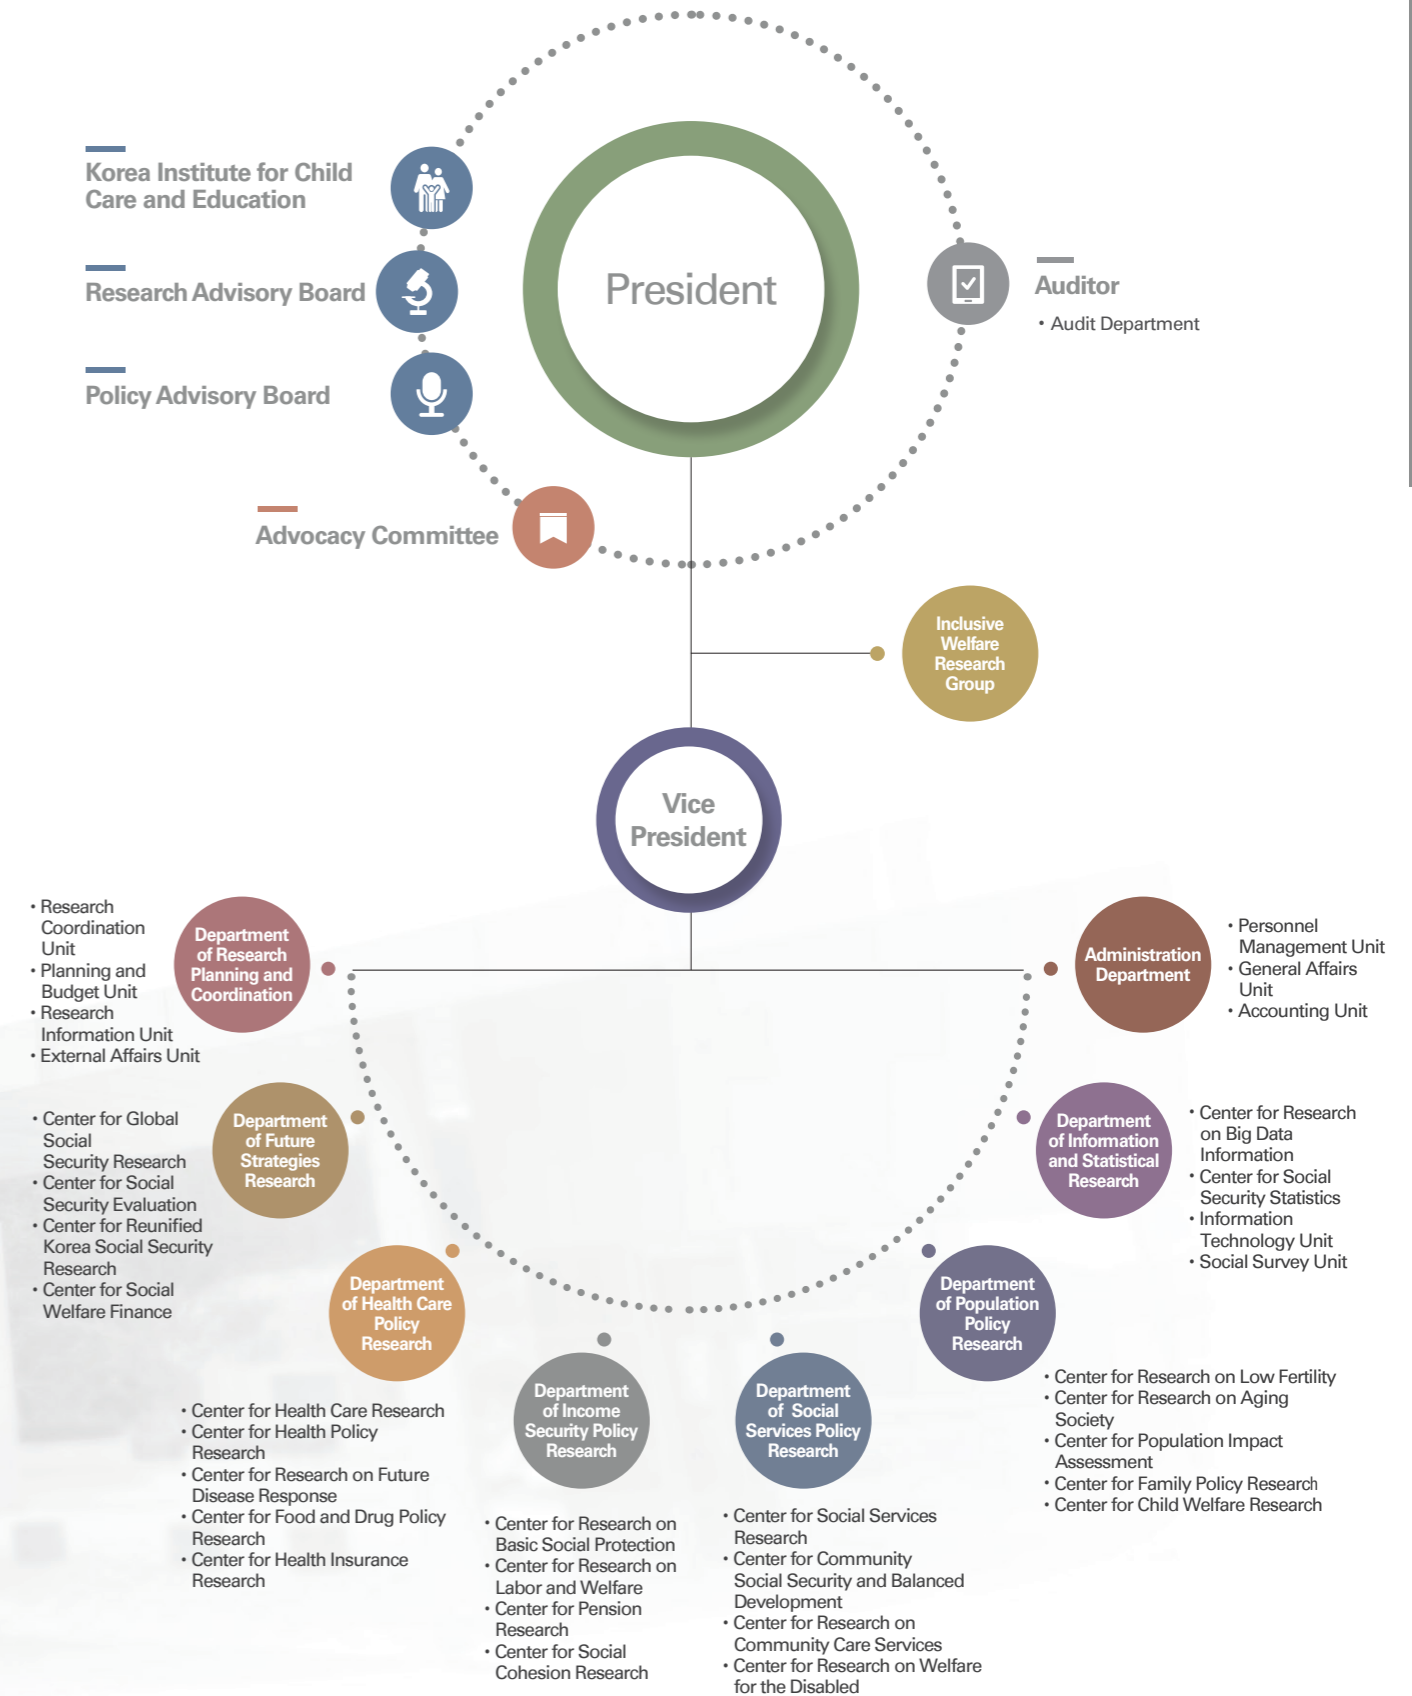 Korea Institute for Child
Care and Education
Research Advisory Board
Policy Advisory Board
Advocacy Committee
President
Auditor
• Audit Department
Inclusive
Welfare
Research
Group
Vice
President
• Research
Coordination
Unit
• Planning and
Budget Unit
• Research
Information Unit
• External Affairs Unit
Department
of Research
Planning and
Coordination
Administration
Department
• Personnel
Management Unit
• General Affairs
Unit
• Accounting Unit
• Center for Global
Social
Security Research
• Center for Social
Security Evaluation
• Center for Reunified
Korea Social Security
Research
• Center for Social
Welfare Finance
Department
of Future
Strategies
Research
Department
of Information
and Statistical
Research
• Center for Research
on Big Data
Information
• Center for Social
Security Statistics
• Information
Technology Unit
• Social Survey Unit
Department
of Health Care
Policy
Research
• Center for Health Care Research
• Center for Health Policy
Research
• Center for Research on Future
Disease Response
• Center for Food and Drug Policy
Research
• Center for Health Insurance
Research
Department
of Income
Security Policy
Research
• Center for Research on
Basic Social Protection
• Center for Research on
Labor and Welfare
• Center for Pension
Research
• Center for Social
Cohesion Research
Department
of Social
Services Policy
Research
• Center for Social Services
Research
• Center for Community
Social Security and Balanced
Development
• Center for Research on
Community Care Services
• Center for Research on Welfare
for the Disabled
Department
of Population
Policy
Research
• Center for Research on Low Fertility
• Center for Research on Aging
Society
• Center for Population Impact
Assessment
• Center for Family Policy Research
• Center for Child Welfare Research